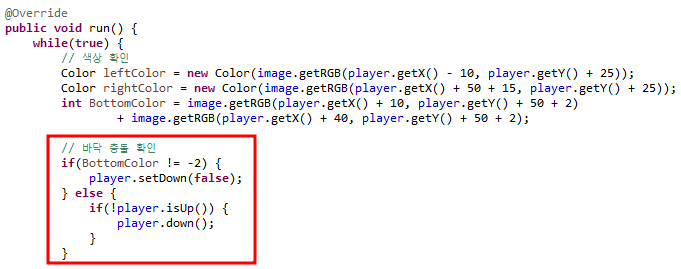 @Override
public void run() {
while(true) {
// 색상 확인
Color leftColor = new Color(image.getRGB(player.getX() - 10, player.getY() + 25));
Color rightColor = new Color(image.getRGB(player.getX() + 50 + 15, player.getY() + 25));
int BottomColor = image.getRGB(player.getX() + 10, player.getY() + 50 + 2)
+ image.getRGB(player.getX() + 40, player.getY() + 50 + 2);
// 바닥 충돌 확인
if(BottomColor != -2) {
player.setDown(false);
} else {
if(!player.isUp()) {
player.down();
}
}